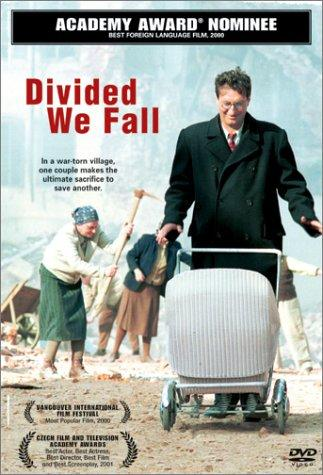 ACADEMY AWARD® NOMINEE
BEST FOREIGN LANGUAGE FILM, 2000
Divided
We Fall
In a war-torn village,
one couple makes the
ultimate sacrifice to
save another.
VANCOUVER INTERNATIONAL
FILM FESTIVAL
Most Popular Film, 2000
CZECH FILM AND TELEVISION
ACADEMY AWARDS
Best Actor, Best Actress,
Best Director, Best Film
and Best Screenplay, 2001
DVD
VIDEO